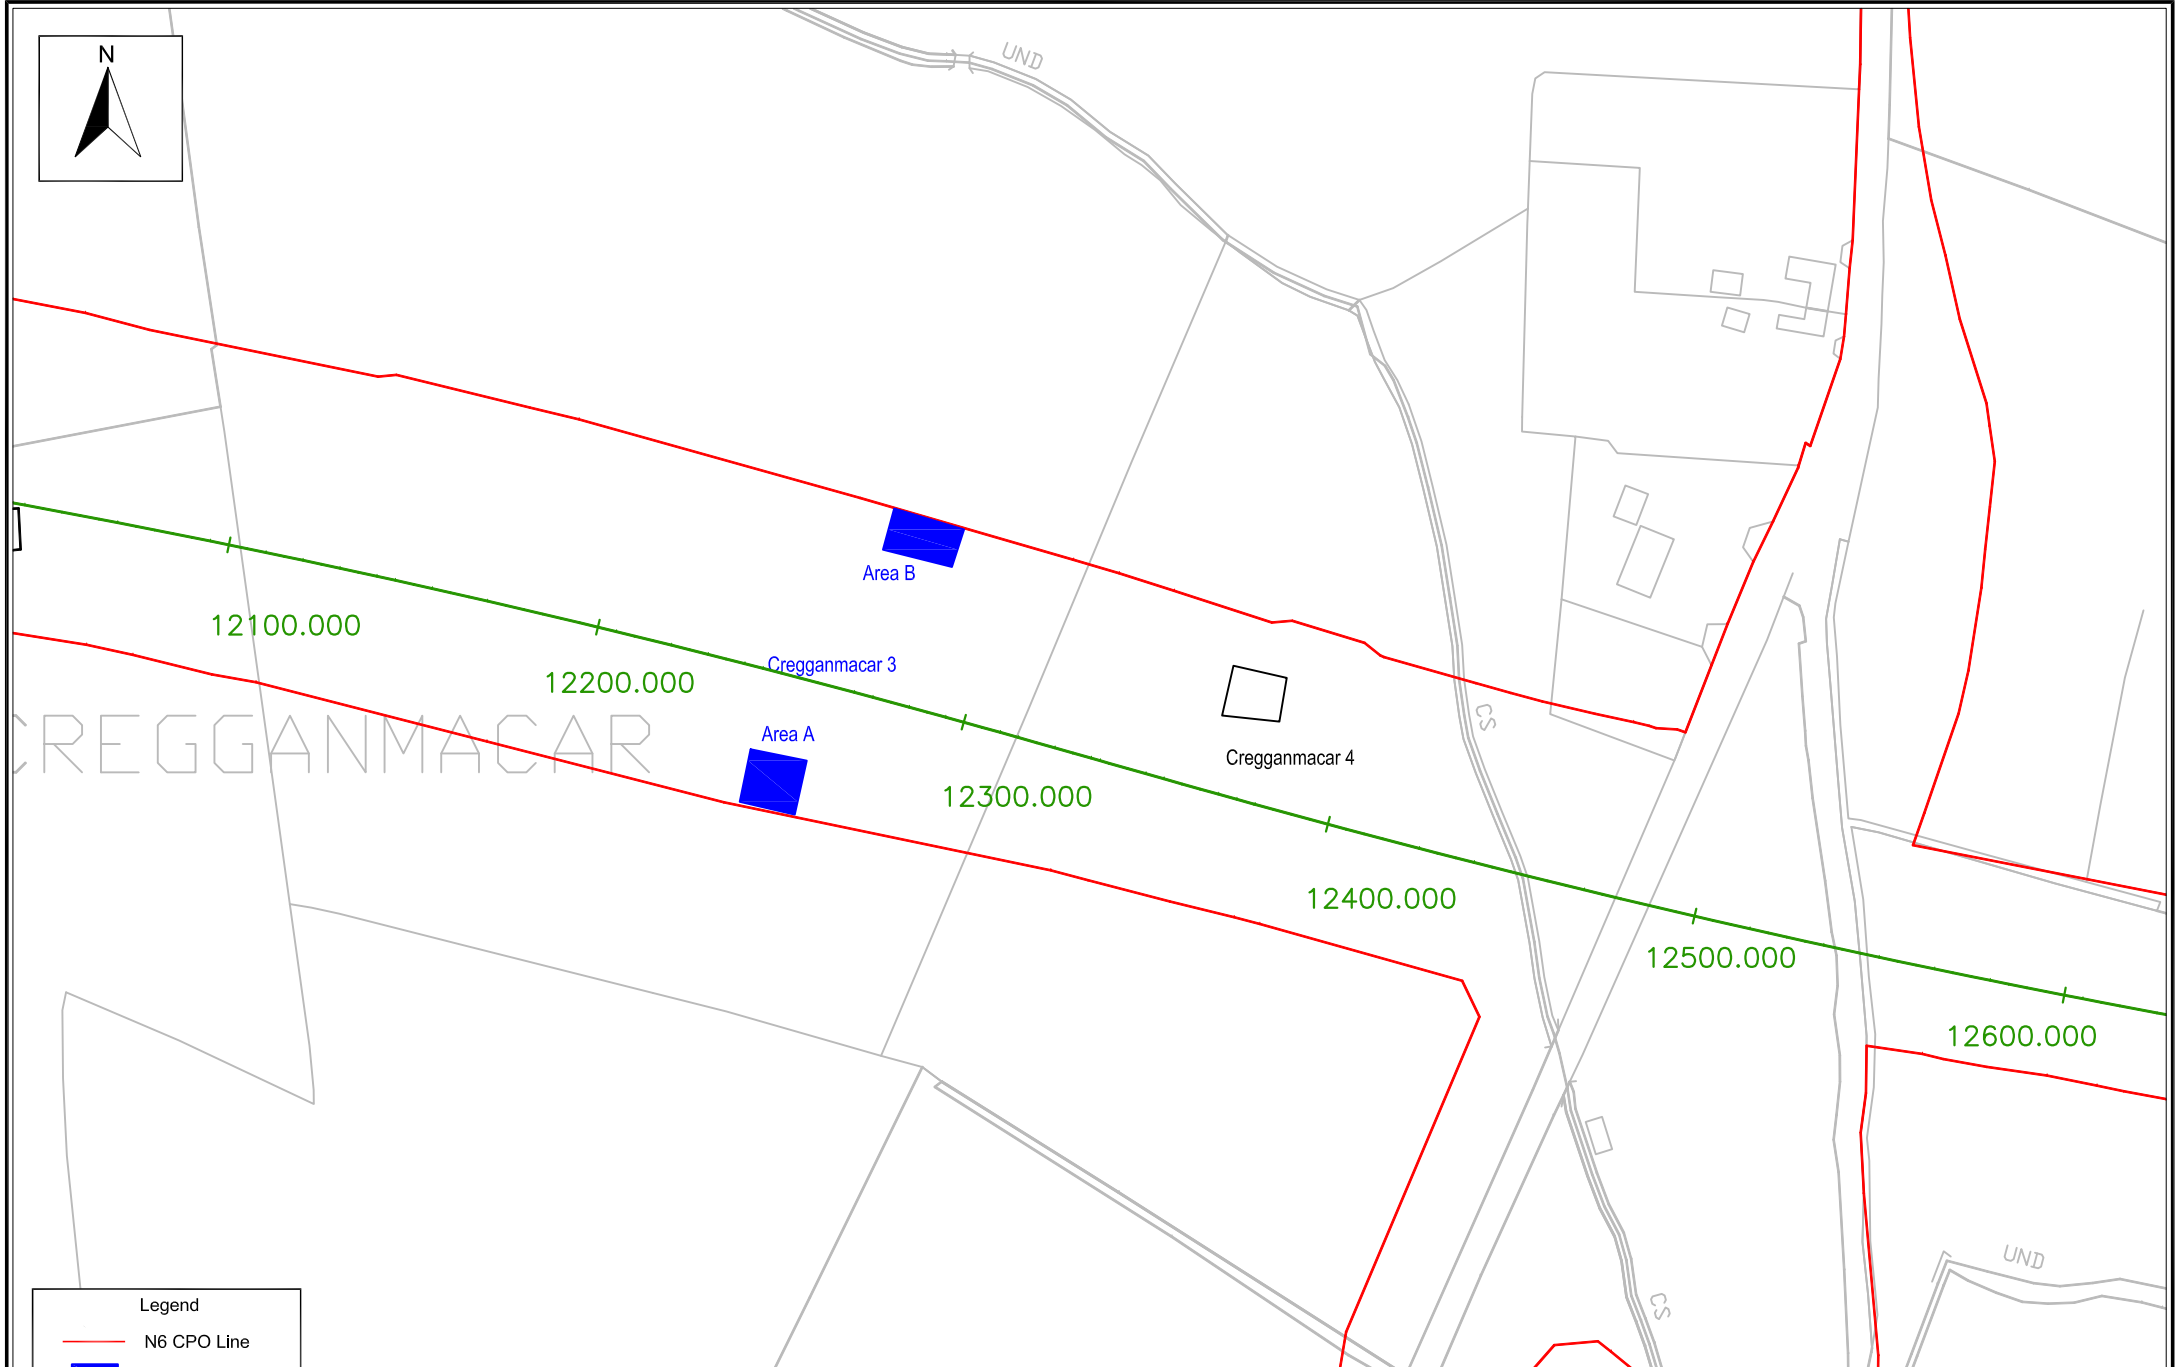 N
UND
Area B
12100.000
Cregganmacar 3
12200.000
CREGGANMACAR
Area A
CS
Cregganmacar 4
12300.000
12400.000
12500.000
12600.000
UND
CS
Legend
N6 CPO Line